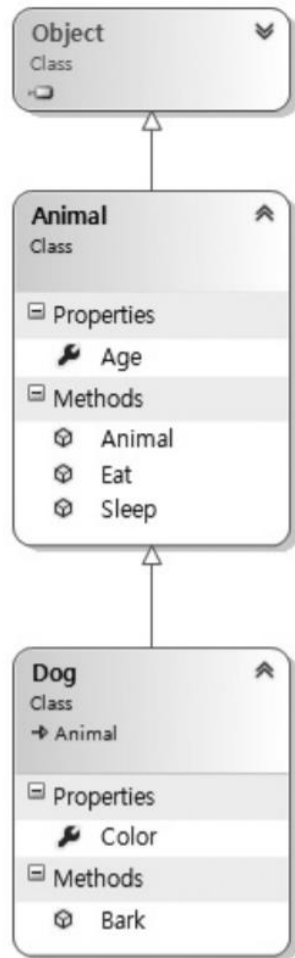 Object
Class
Animal
Class
Properties
Age
Methods
Animal
Eat
Sleep
Dog
Class
Animal
Properties
Color
Methods
Bark